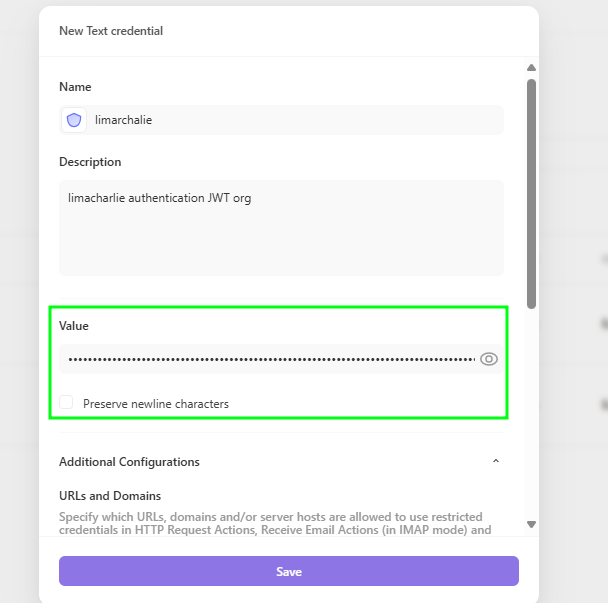 New Text credential
Name
limarchalie
Description
limacharlie authentication JWT org
Value
Preserve newline characters
Additional Configurations
URLs and Domains
Specify which URLs, domains and/or server hosts are allowed to use restricted
credentials in HTTP Request Actions, Receive Email Actions (in IMAP mode) and
Save